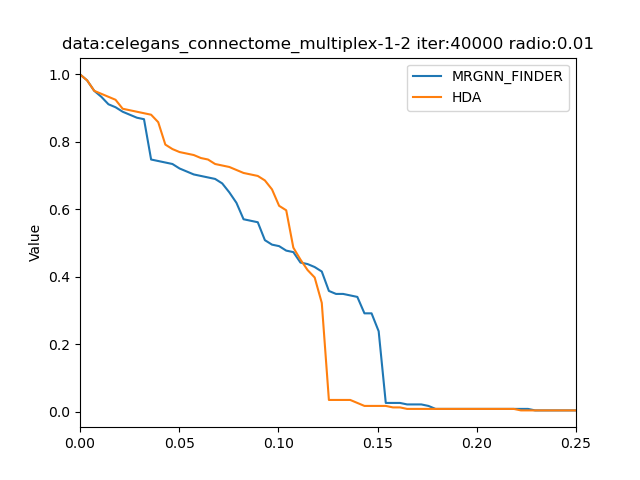 data:celegans_connectome_multiplex-1-2 iter:40000 radio:0.01
MRGNN_FINDER
HDA
Value
1.0
0.8
0.6
0.4
0.2
0.0
0.00 0.05 0.10 0.15 0.20 0.25